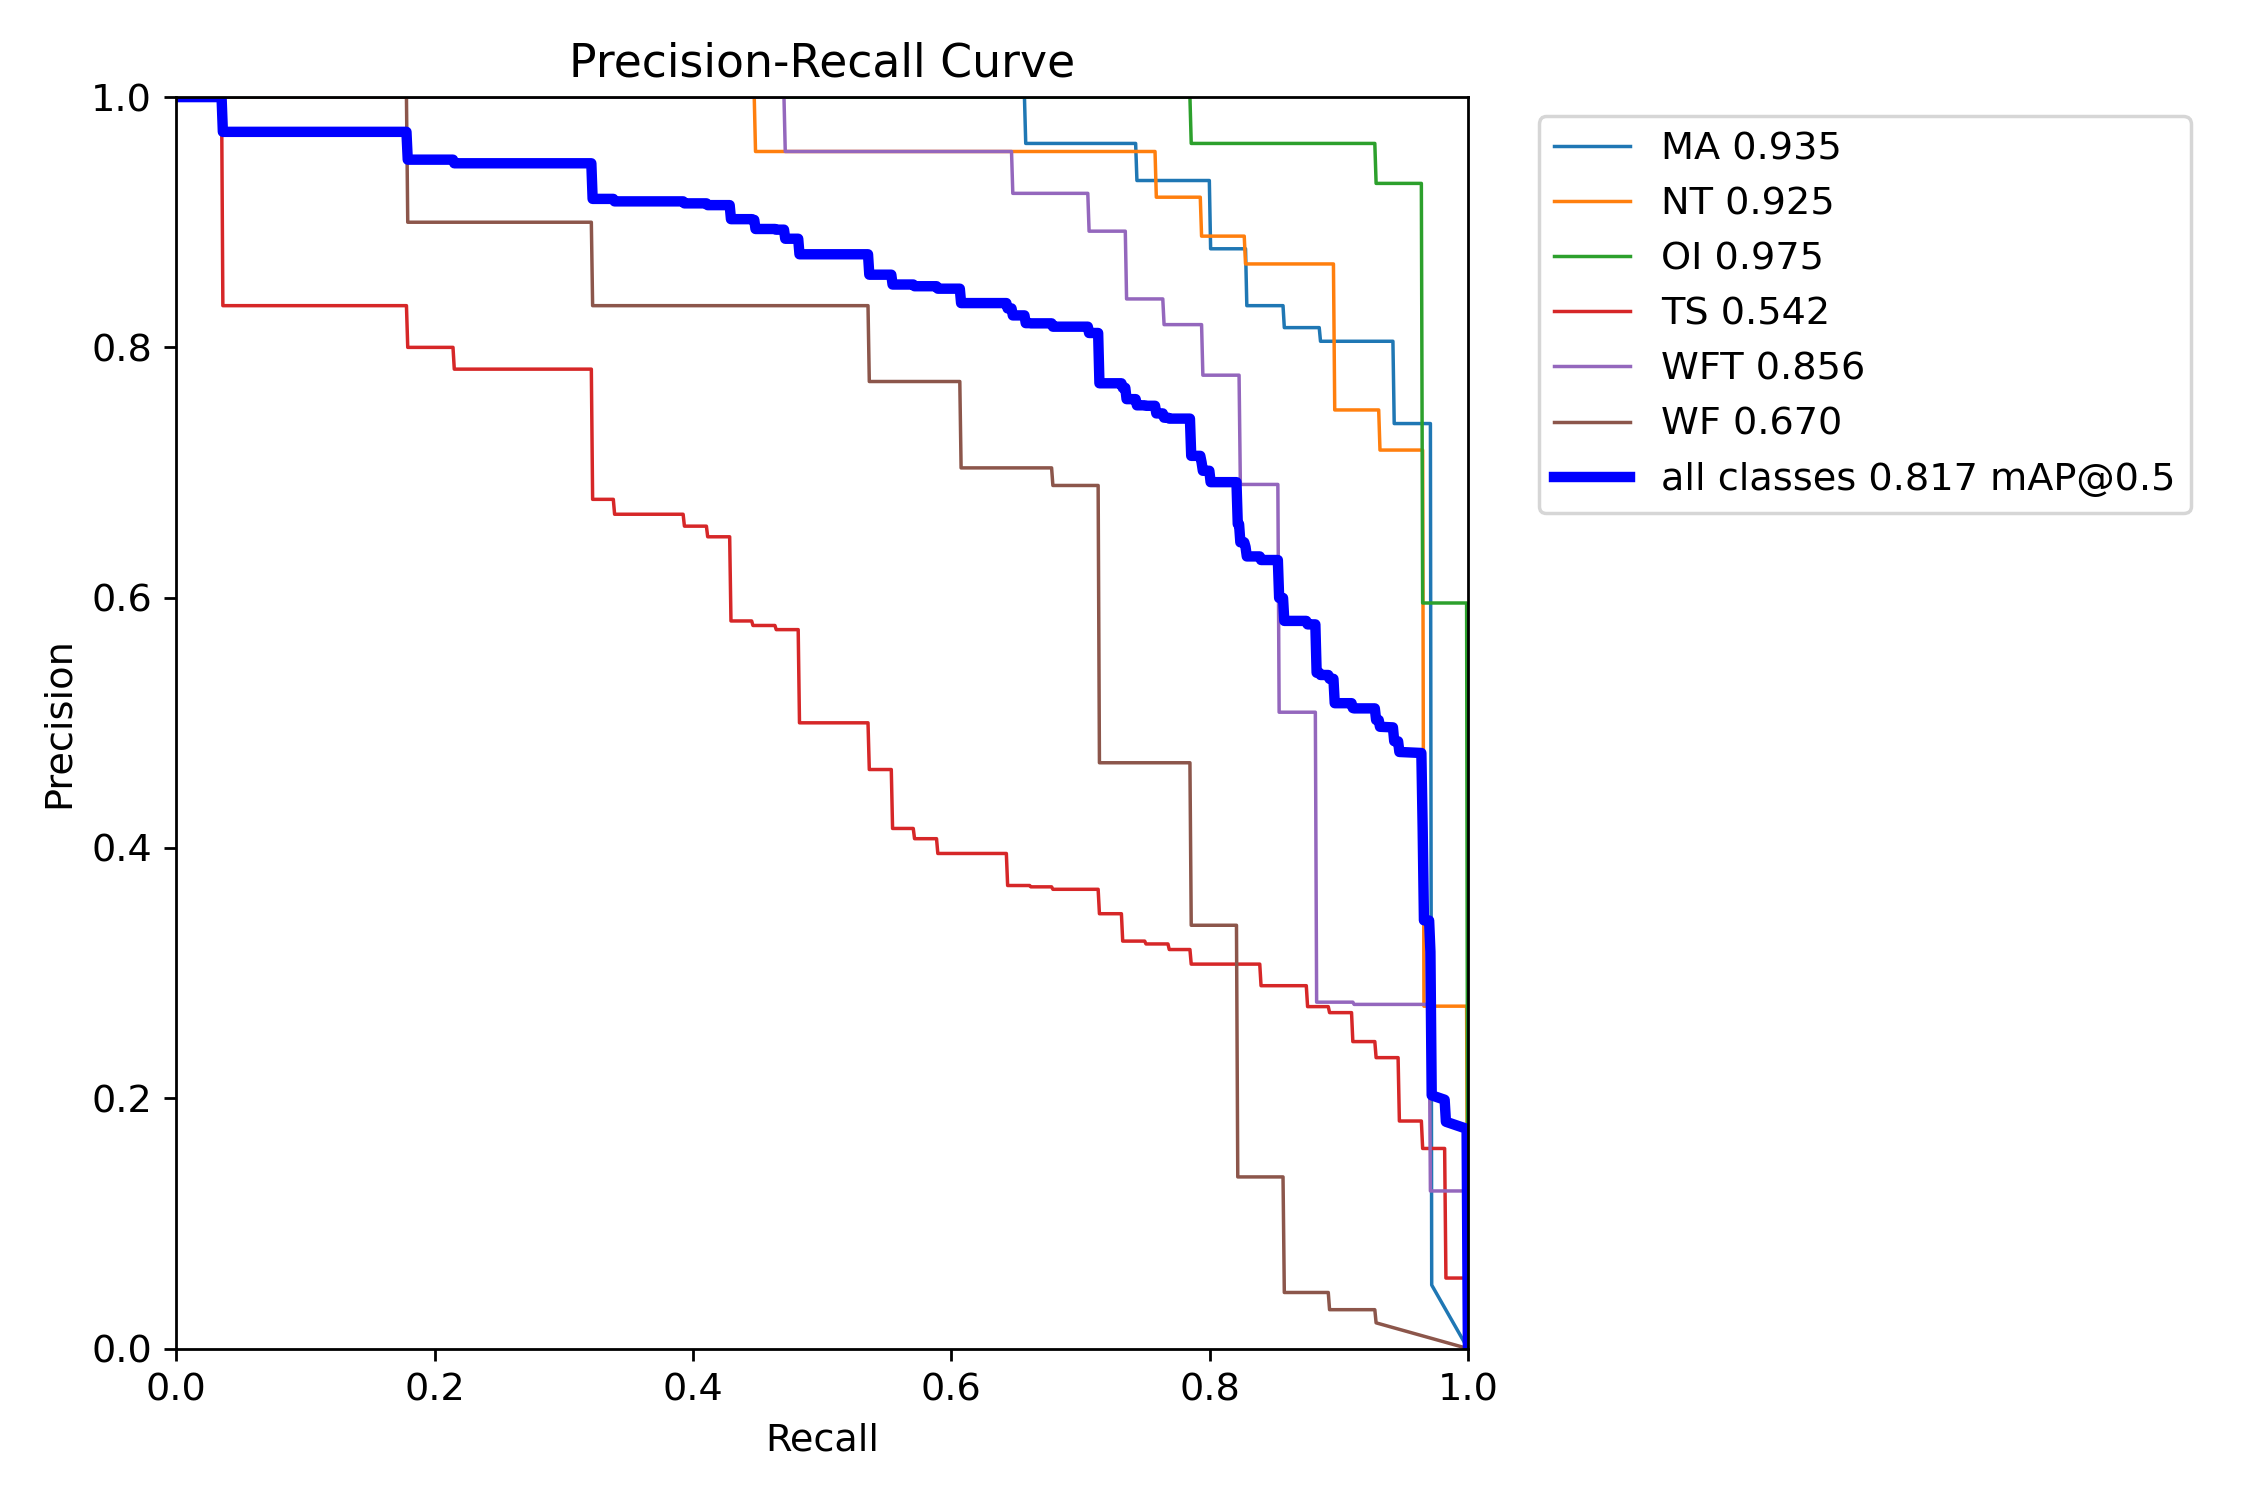 Precision-Recall Curve
1.0
0.8
0.6
0.4
0.2
0.0
Precision
0.0 0.2 0.4 0.6 0.8 1.0
Recall
MA 0.935
NT 0.925
OI 0.975
TS 0.542
WFT 0.856
WF 0.670
all classes 0.817 mAP@0.5